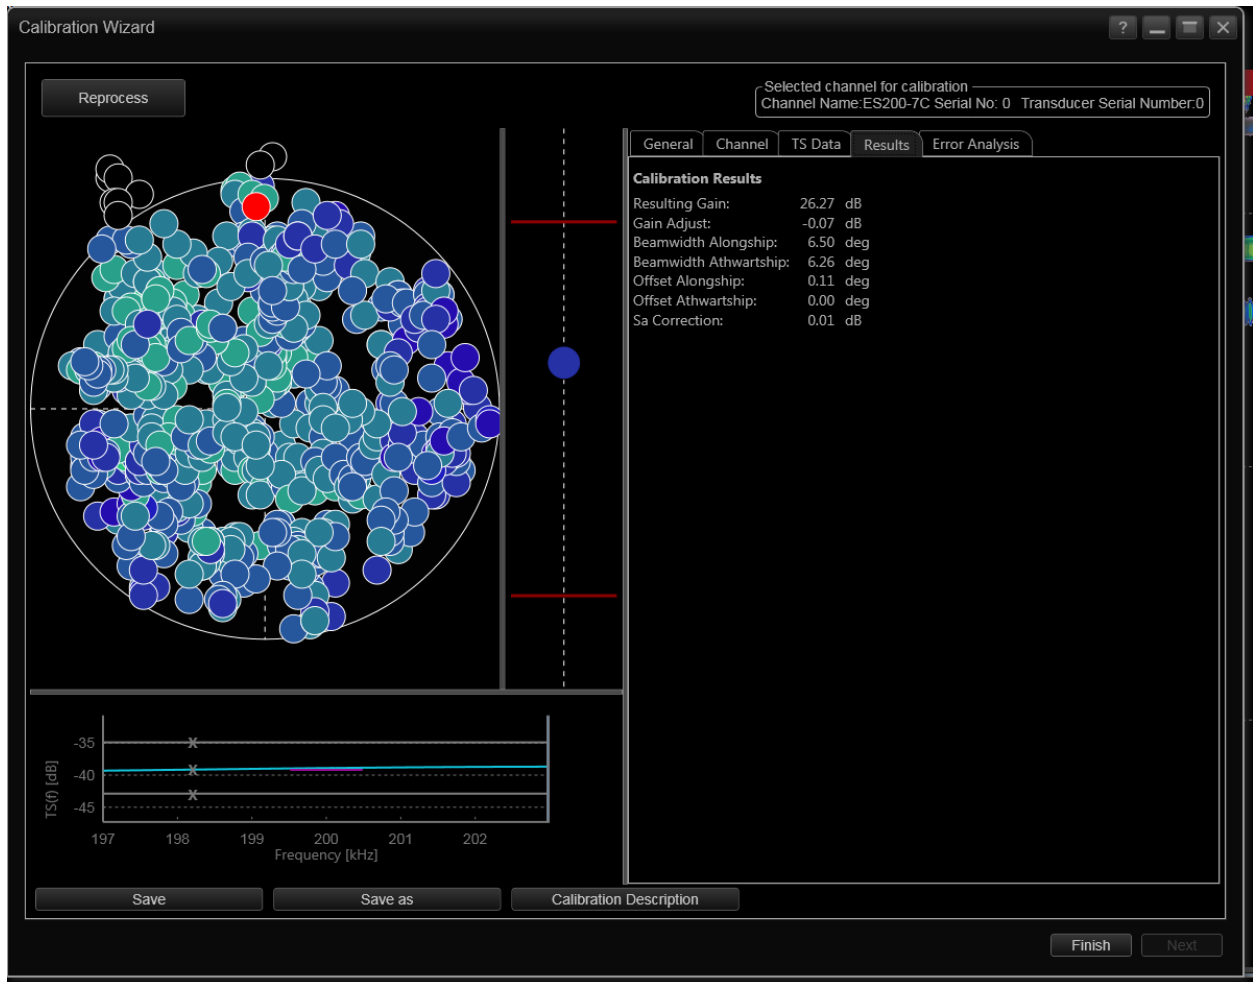 Calibration Wizard
?
Reprocess
Selected channel for calibration
Channel Name:ES200-7C Serial No: 0 Transducer Serial Number:0
General Channel TS Data Results Error Analysis
Calibration Results
Resulting Gain: 26.27 dB
Gain Adjust: -0.07 dB
Beamwidth Alongship: 6.50 deg
Beamwidth Athwartship: 6.26 deg
Offset Alongship: 0.11 deg
Offset Athwartship: 0.00 deg
Sa Correction: 0.01 dB
TS(f) [dB]
-35
-40
-45
x
x
x
197 198 199 200 201 202
Frequency [kHz]
Save Save as Calibration Description
Finish Next